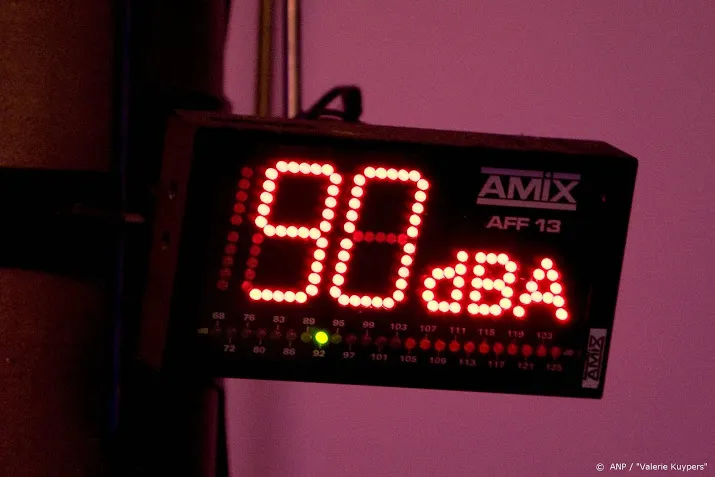 AMIX
AFF 13
90 dBA
68 76 83 89 95 99 103 107 111 115 119 123
72 80 86 92 97 101 105 109 113 117 121 125
AMIX
© ANP / "Valerie Kuypers"